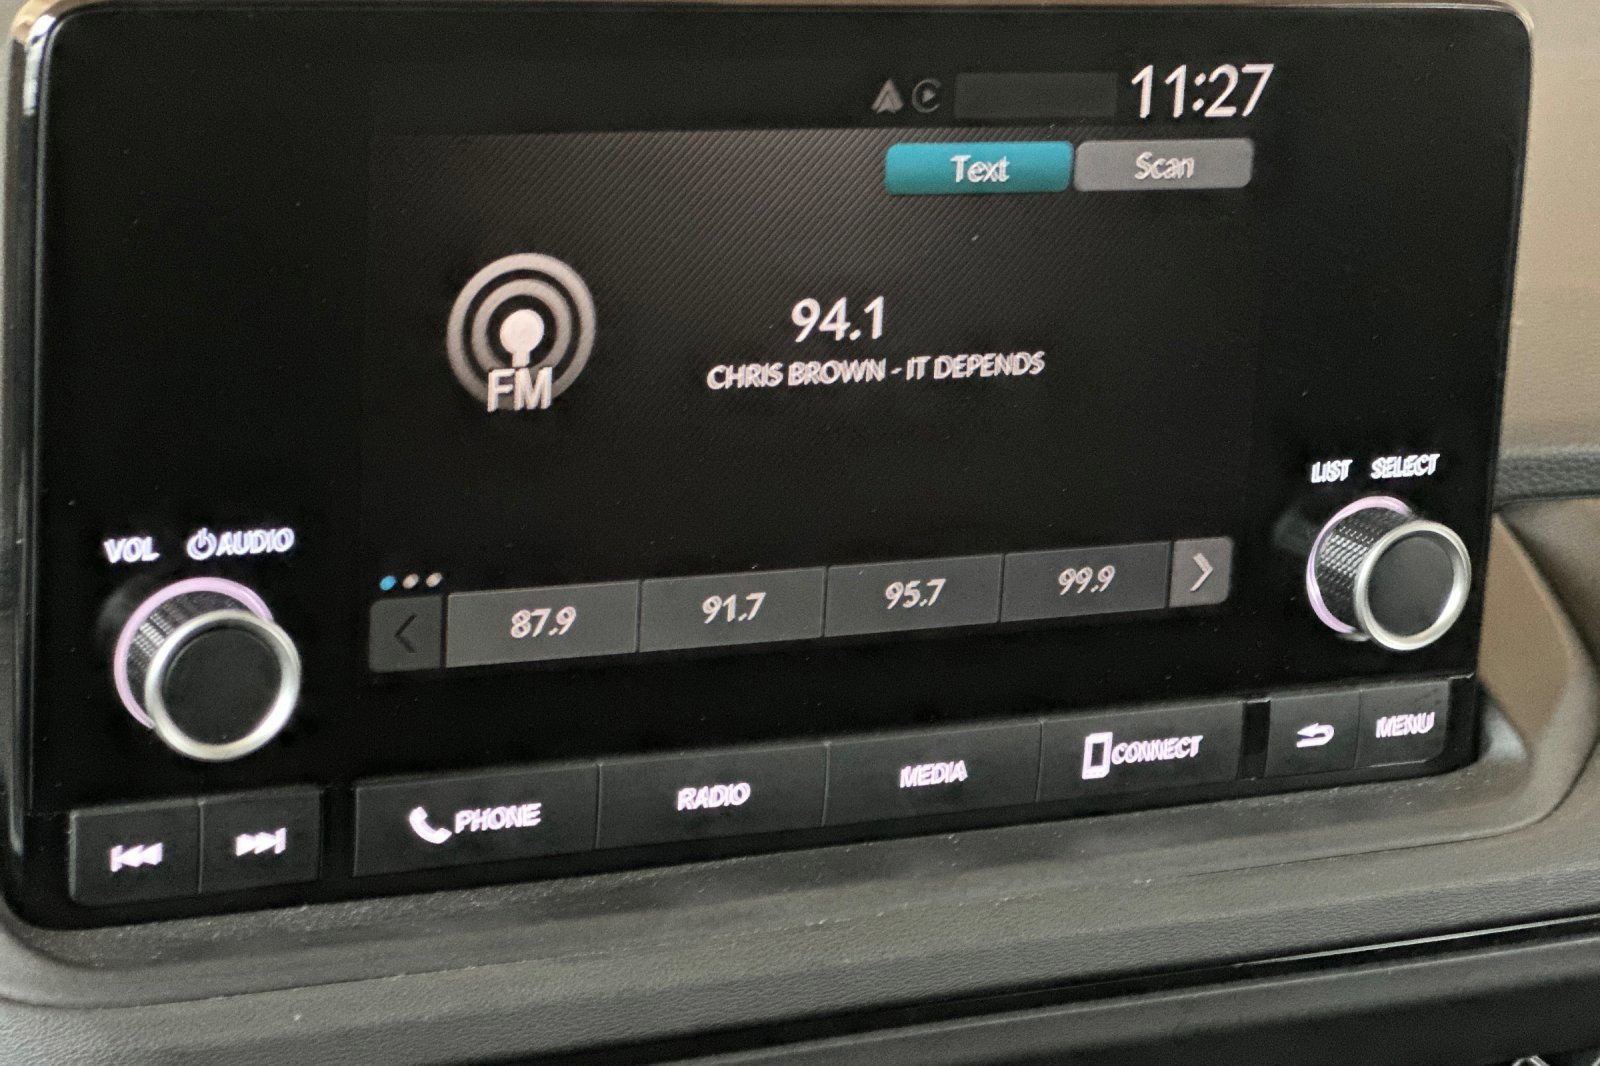 11:27
Text Scan
FM
94.1
CHRIS BROWN - IT DEPENDS
LIST SELECT
VOL AUDIO
87.9 91.7 95.7 99.9
PHONE RADIO MEDIA CONNECT MENU